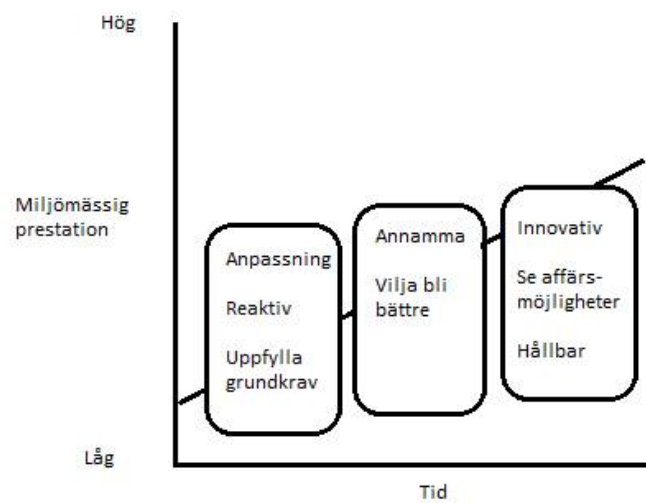 Hög
Miljömässig
prestation
Låg
Anpassning
Reaktiv
Uppfylla
grundkrav
Annamma
Vilja bli
bättre
Innovativ
Se affärs-
möjligheter
Hållbar
Tid